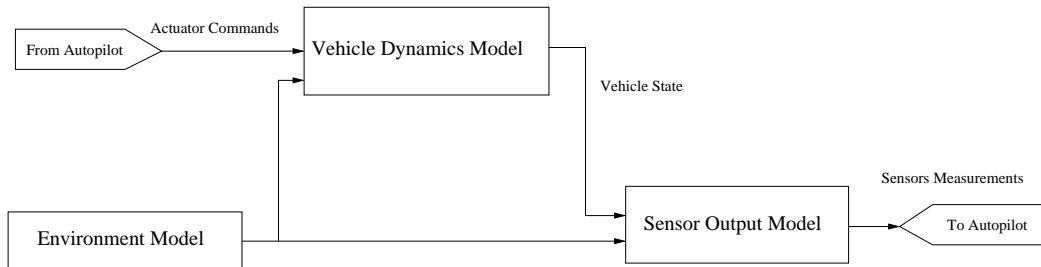 Actuator Commands
From Autopilot
Vehicle Dynamics Model
Vehicle State
Sensors Measurements
Environment Model
Sensor Output Model
To Autopilot